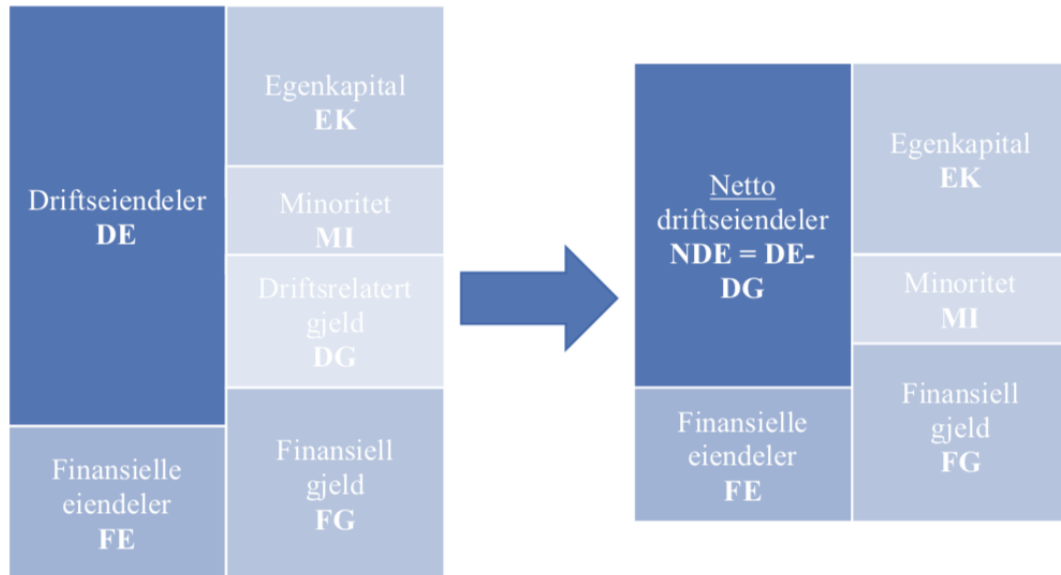 Driftseiendeler
DE
Finansielle
eiendeler
FE
Egenkapital
EK
Minoritet
MI
Driftsrelatert
gjeld
DG
Finansiell
gjeld
FG
Netto
driftseiendeler
NDE = DE-
DG
Finansielle
eiendeler
FE
Egenkapital
EK
Minoritet
MI
Finansiell
gjeld
FG